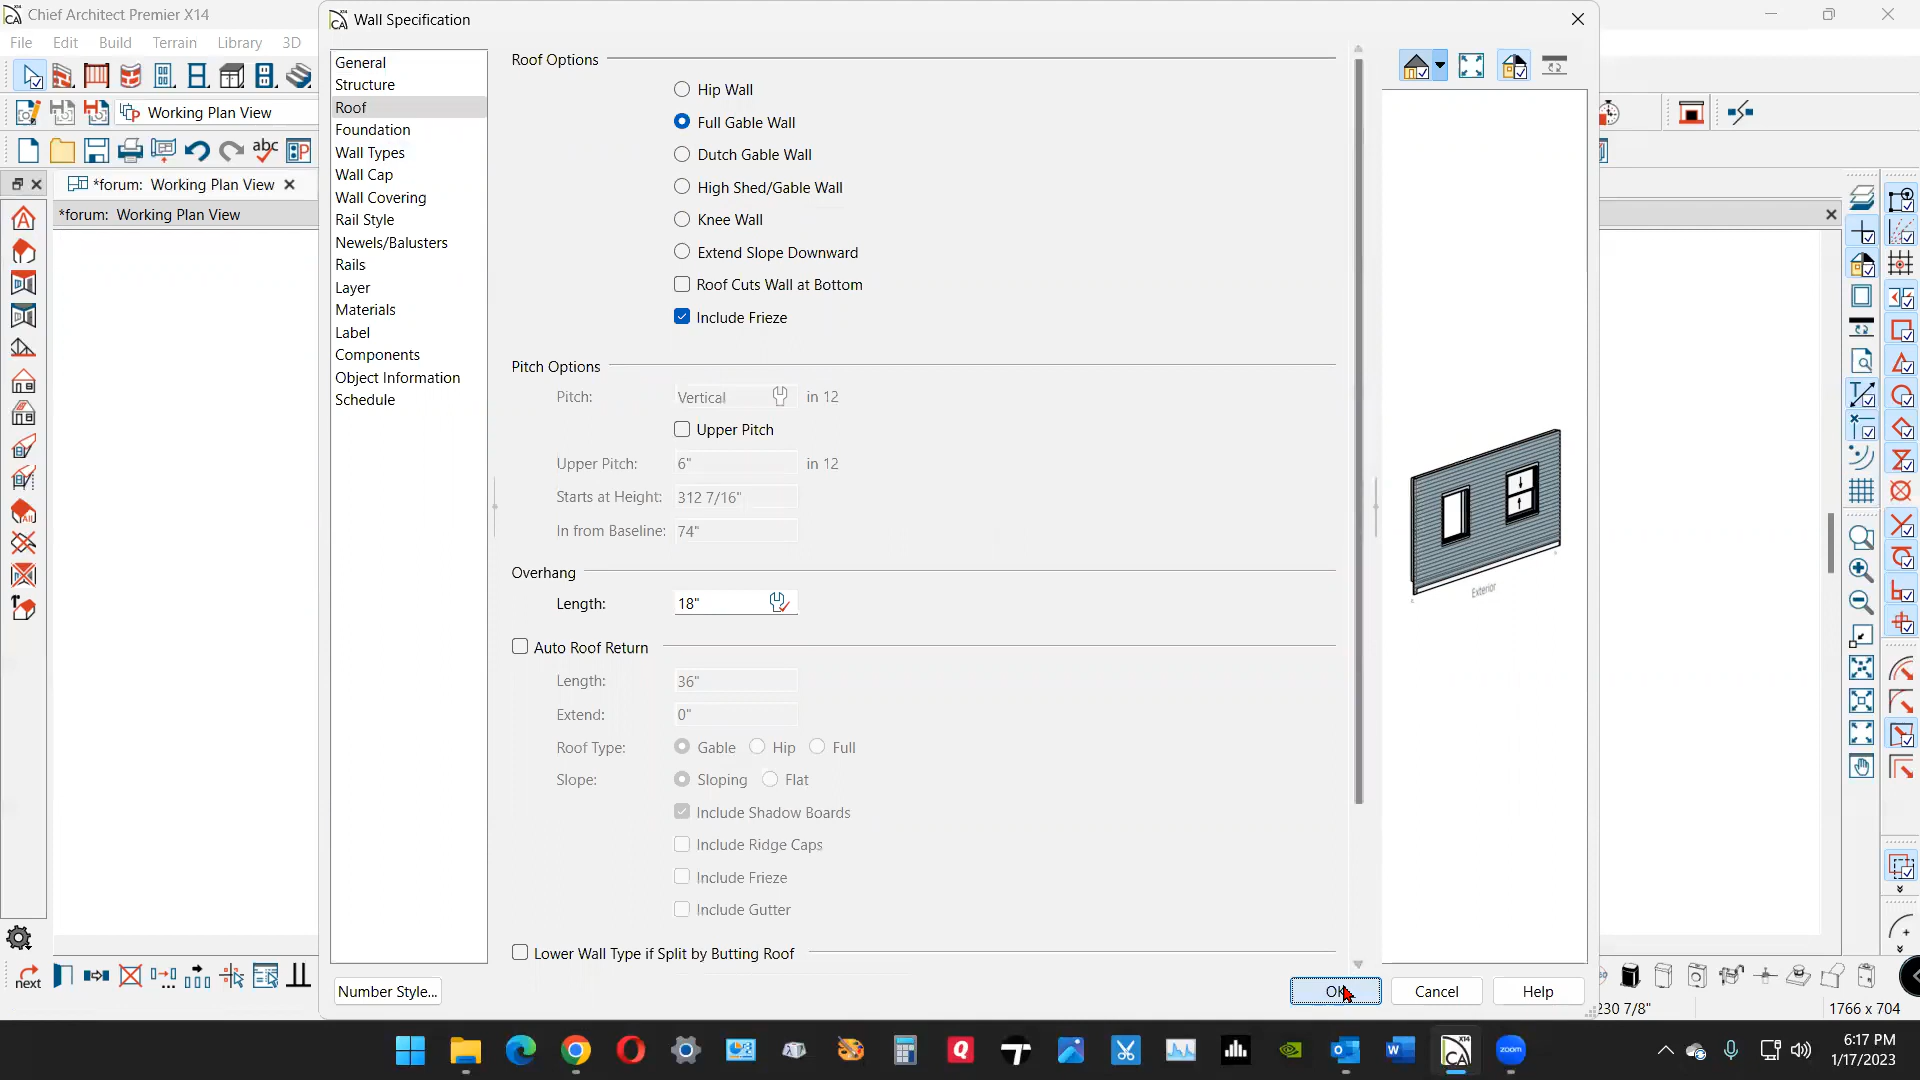 Chief Architect Premier X14
Wall Specification
File Edit Build Terrain Library 3D
Working Plan View
*forum: Working Plan View
*forum: Working Plan View
General
Structure
Roof
Foundation
Wall Types
Wall Cap
Wall Covering
Rail Style
Newels/Balusters
Rails
Layer
Materials
Label
Components
Object Information
Schedule
Roof Options
Hip Wall
Full Gable Wall
Dutch Gable Wall
High Shed/Gable Wall
Knee Wall
Extend Slope Downward
Roof Cuts Wall at Bottom
Include Frieze
Pitch Options
Pitch: Vertical in 12
Upper Pitch
Upper Pitch: 6" in 12
Starts at Height: 312 7/16"
In from Baseline: 74"
Overhang
Length: 18"
Auto Roof Return
Length: 36"
Extend: 0"
Roof Type: Gable Hip Full
Slope: Sloping Flat
Include Shadow Boards
Include Ridge Caps
Include Frieze
Include Gutter
Lower Wall Type if Split by Butting Roof
Exterior
Number Style...
OK
Cancel
Help
next
230 7/8"
1766 x 704
abc
ALL
zoom
X14
CA
6:17 PM
1/17/2023